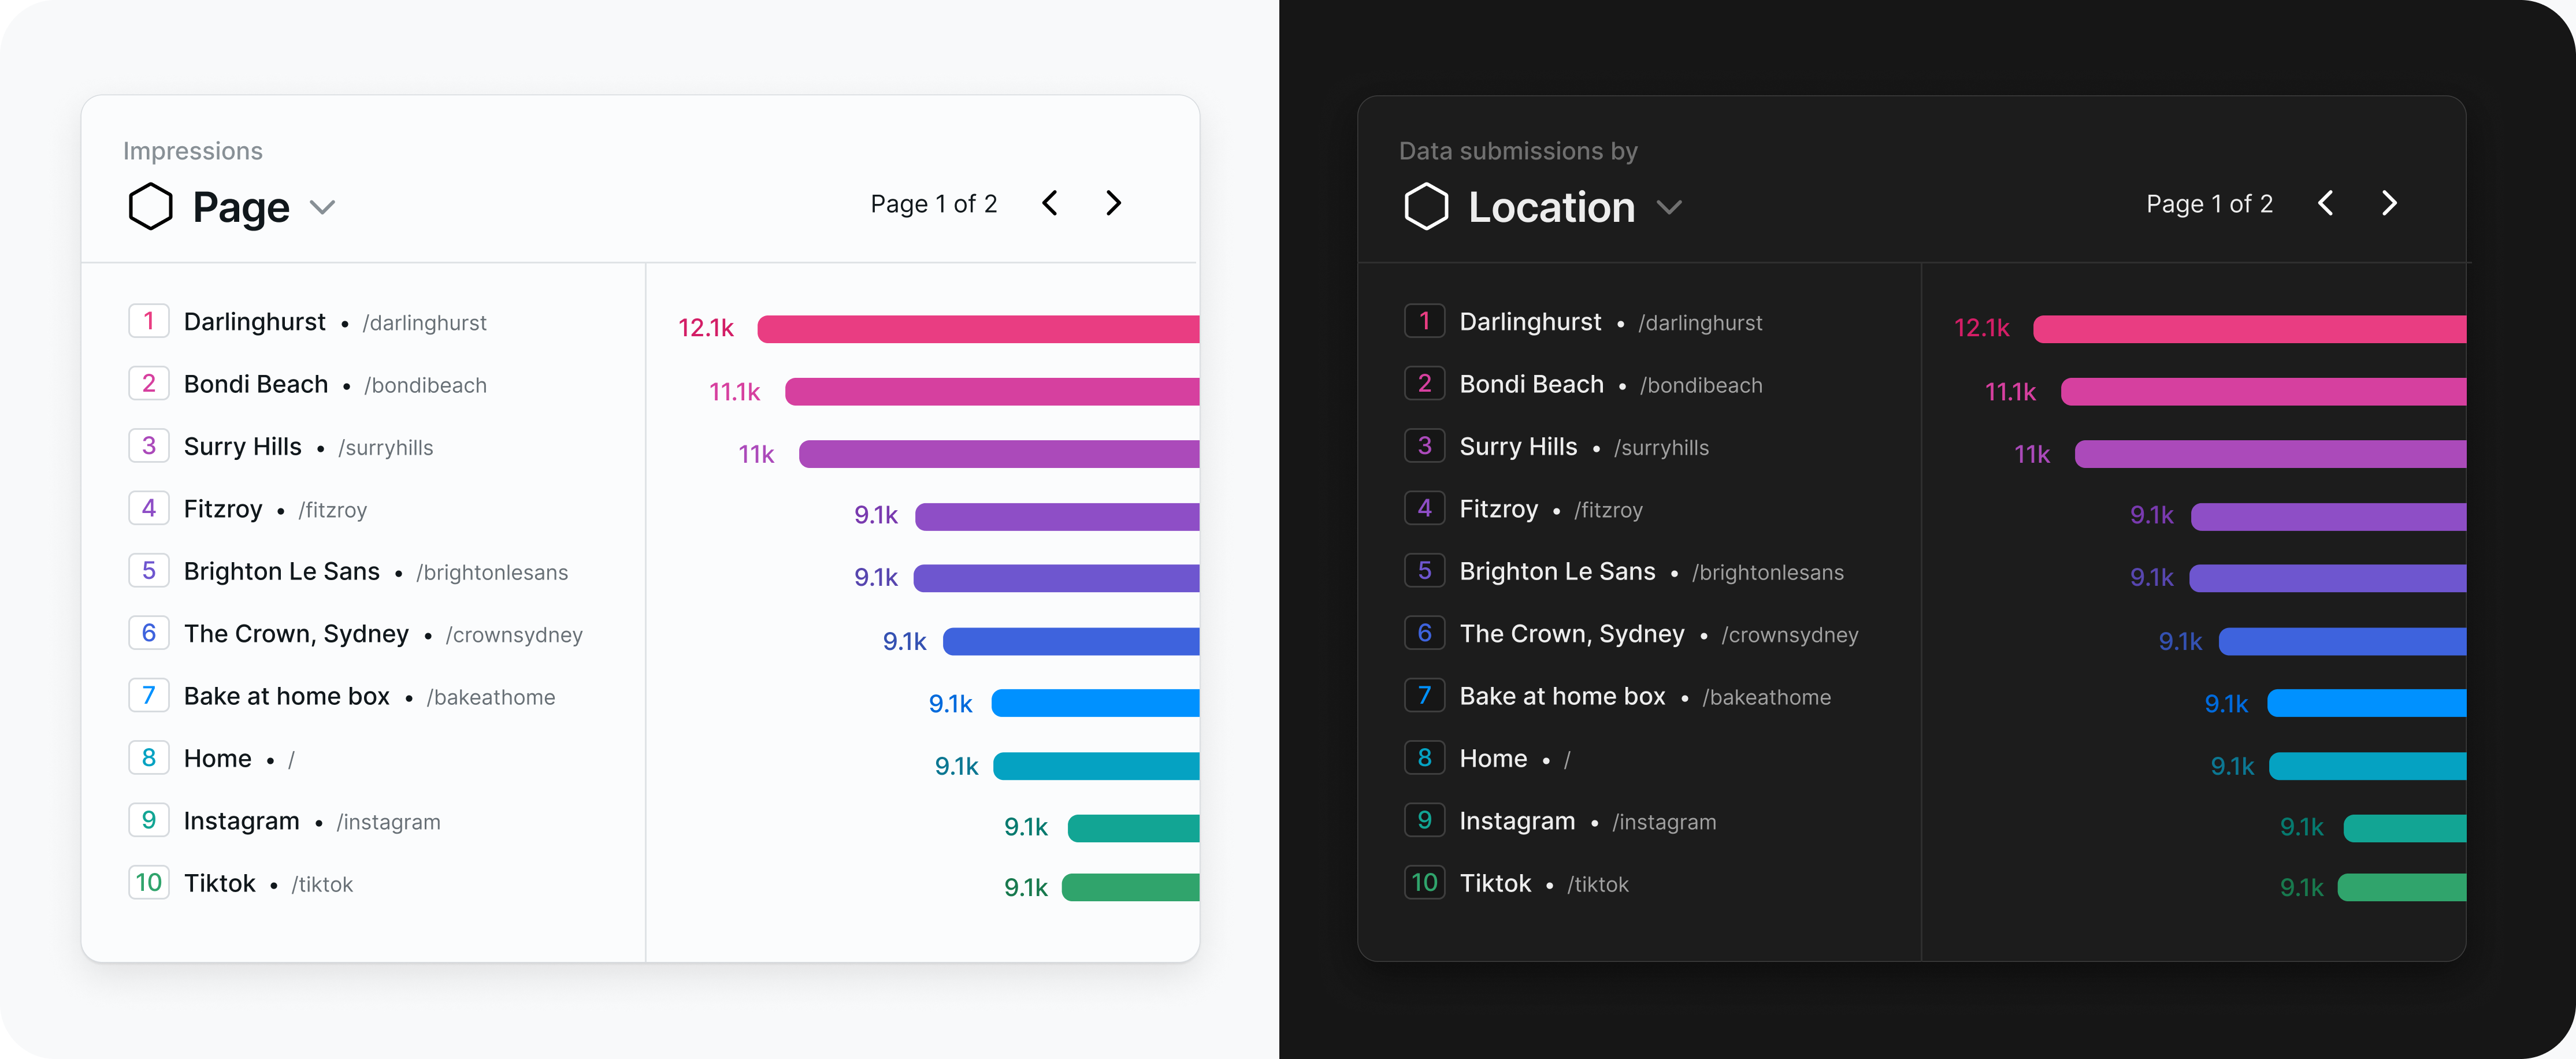 Impressions
Page
Page 1 of 2
1 Darlinghurst • /darlinghurst 12.1k
2 Bondi Beach • /bondibeach 11.1k
3 Surry Hills • /surryhills 11k
4 Fitzroy • /fitzroy 9.1k
5 Brighton Le Sans • /brightonlesans 9.1k
6 The Crown, Sydney • /crownsydney 9.1k
7 Bake at home box • /bakeathome 9.1k
8 Home • / 9.1k
9 Instagram • /instagram 9.1k
10 Tiktok • /tiktok 9.1k
Data submissions by
Location
Page 1 of 2
1 Darlinghurst • /darlinghurst 12.1k
2 Bondi Beach • /bondibeach 11.1k
3 Surry Hills • /surryhills 11k
4 Fitzroy • /fitzroy 9.1k
5 Brighton Le Sans • /brightonlesans 9.1k
6 The Crown, Sydney • /crownsydney 9.1k
7 Bake at home box • /bakeathome 9.1k
8 Home • / 9.1k
9 Instagram • /instagram 9.1k
10 Tiktok • /tiktok 9.1k